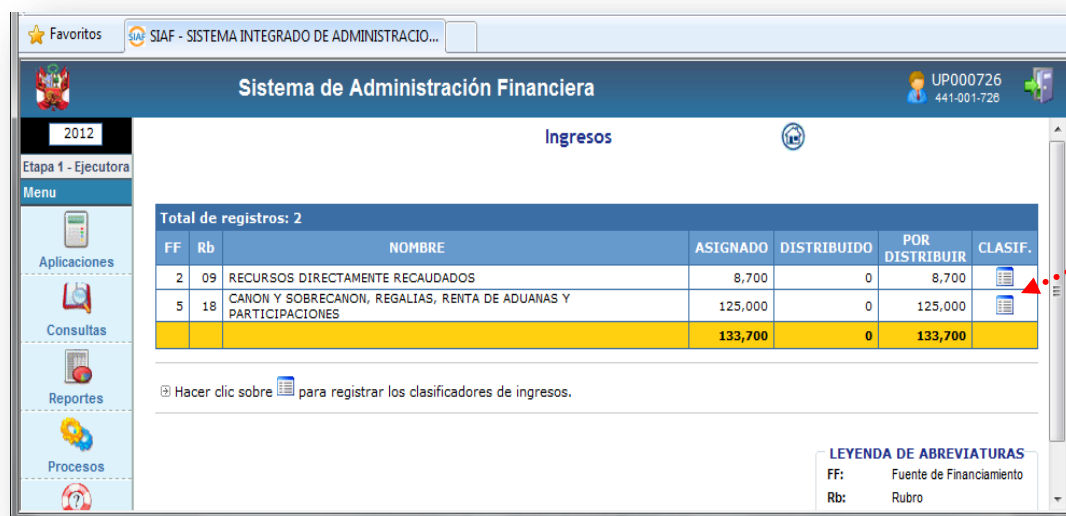 Favoritos
SIAF - SISTEMA INTEGRADO DE ADMINISTRACIO...
Sistema de Administración Financiera
UP000726
441-001-726
2012
Ingresos
Etapa 1 - Ejecutora
Menu
Aplicaciones
Consultas
Reportes
Procesos
Total de registros: 2
FF Rb NOMBRE ASIGNADO DISTRIBUIDO POR DISTRIBUIR CLASIF.
2 09 RECURSOS DIRECTAMENTE RECAUDADOS 8,700 0 8,700
5 18 CANON Y SOBRECANON, REGALIAS, RENTA DE ADUANAS Y
PARTICIPACIONES 125,000 0 125,000
133,700 0 133,700
Hacer clic sobre para registrar los clasificadores de ingresos.
LEYENDA DE ABREVIATURAS
FF: Fuente de Financiamiento
Rb: Rubro